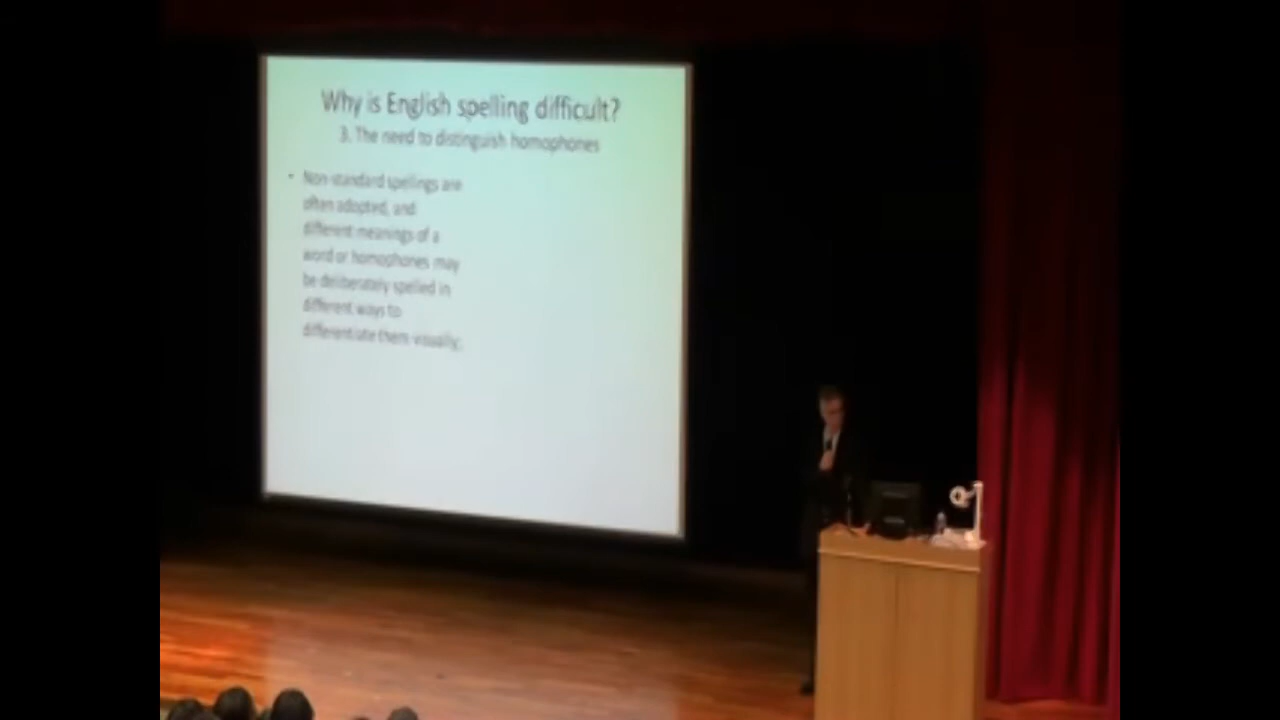 Why is English spelling difficult?
3. The need to distinguish homophones
• Non-standard spellings are
often adopted, and
different meanings of a
word or homophones may
be deliberately spelled in
different ways to
differentiate them visually;